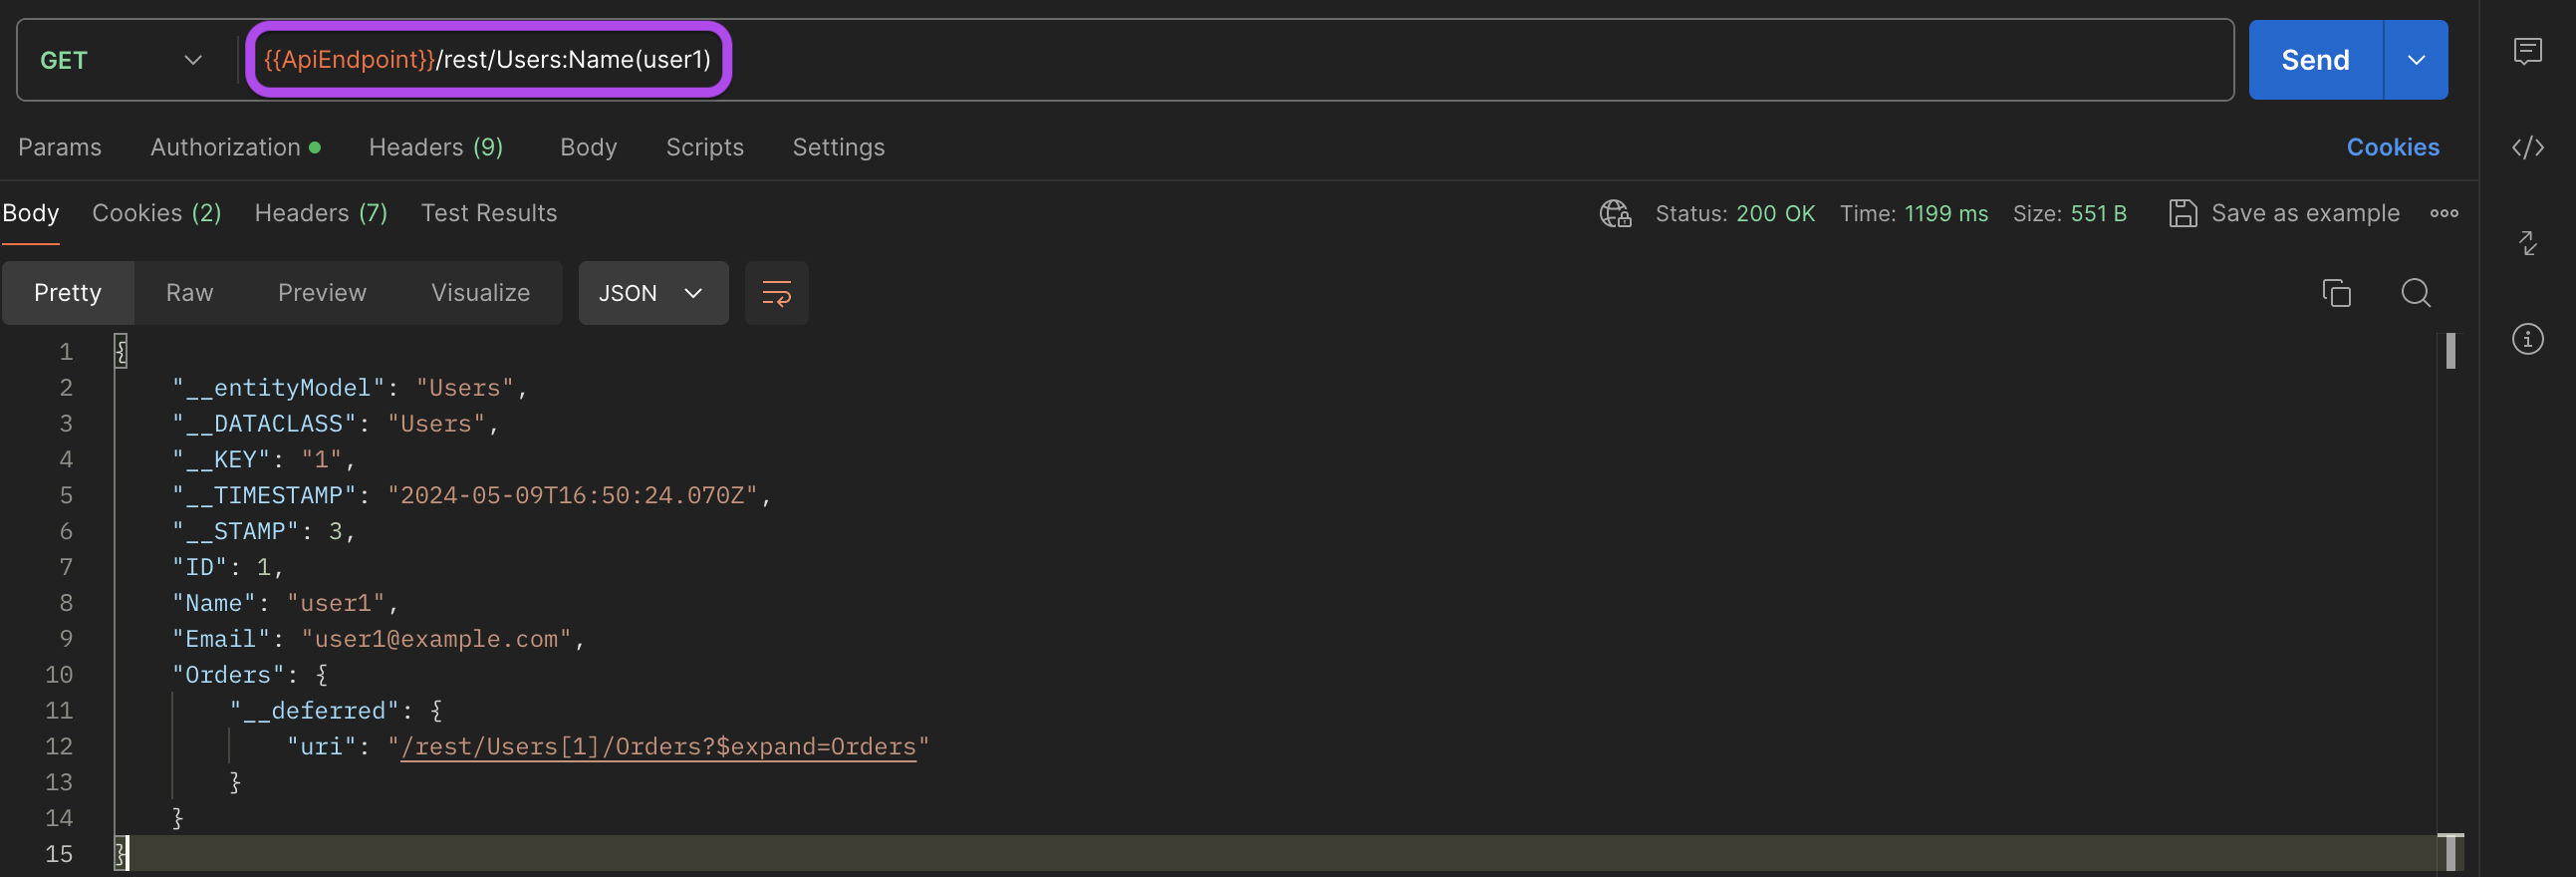 GET {{ApiEndpoint}}/rest/Users:Name(user1) Send
Params Authorization Headers (9) Body Scripts Settings Cookies
Body Cookies (2) Headers (7) Test Results Status: 200 OK Time: 1199 ms Size: 551 B Save as example
Pretty Raw Preview Visualize JSON
1 {
2 "__entityModel": "Users",
3 "__DATACLASS": "Users",
4 "__KEY": "1",
5 "__TIMESTAMP": "2024-05-09T16:50:24.070Z",
6 "__STAMP": 3,
7 "ID": 1,
8 "Name": "user1",
9 "Email": "user1@example.com",
10 "Orders": {
11 "__deferred": {
12 "uri": "/rest/Users[1]/Orders?$expand=Orders"
13 }
14 }
15 }